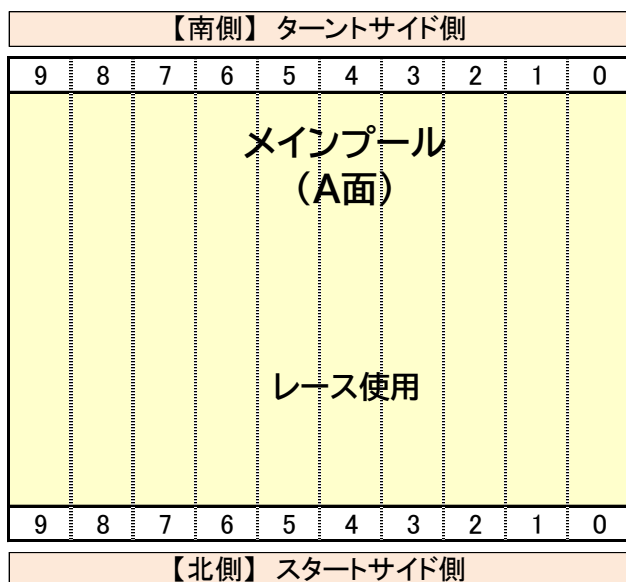 【南側】 ターントサイド側
9 8 7 6 5 4 3 2 1 0
メインプール
（A面）
レース使用
9 8 7 6 5 4 3 2 1 0
【北側】 スタートサイド側